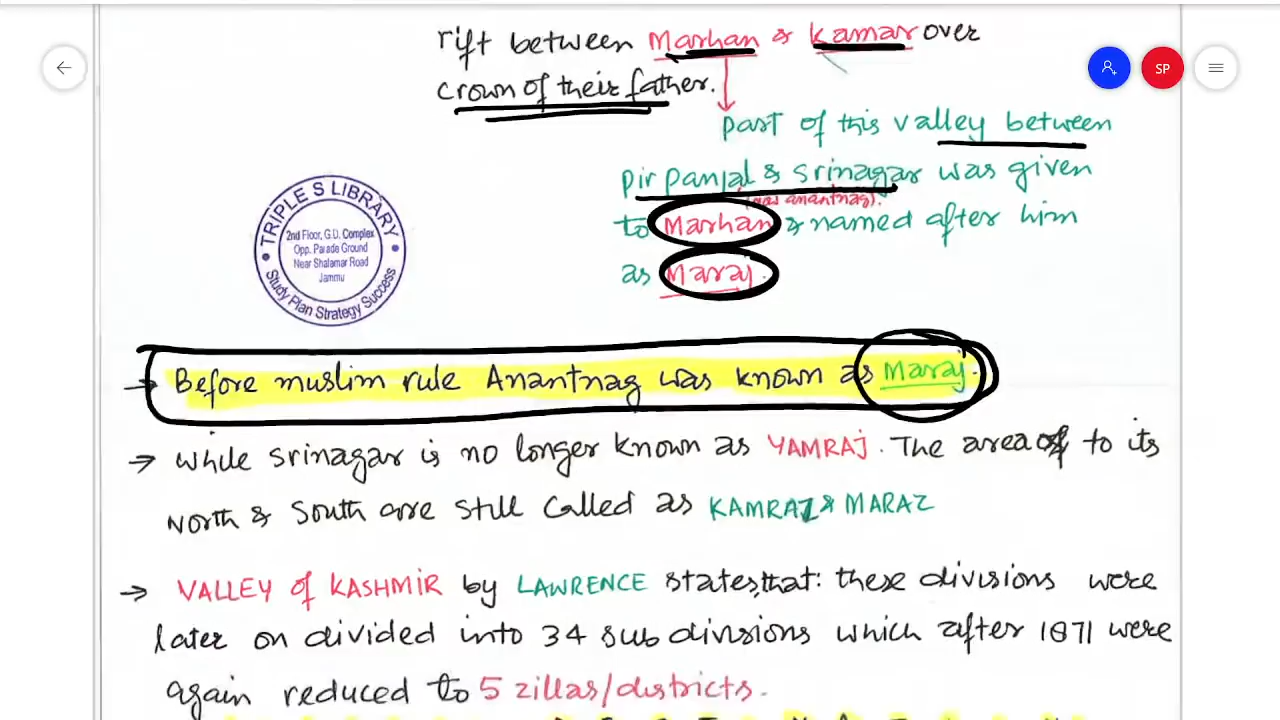 rift between Marhan & Kamar over
crown of their father.
SP
part of this valley between
pir panjal & srinagar was given
(now anantnag).
to Marhan & named after him
as Maraj.
TRIPLE S LIBRARY
2nd Floor, G.D. Complex
Opp. Parade Ground
Near Shalamar Road
Jammu
Study Plan Strategy Success
→ Before muslim rule Anantnag was known as Maraj.
→ while srinagar is no longer known as YAMRAJ. The area of to its
North & South are still called as KAMRAZ & MARAZ
→ VALLEY of KASHMIR by LAWRENCE states that: these divisions were
later on divided into 34 sub divisions which after 1871 were
again reduced to 5 zillas/districts.